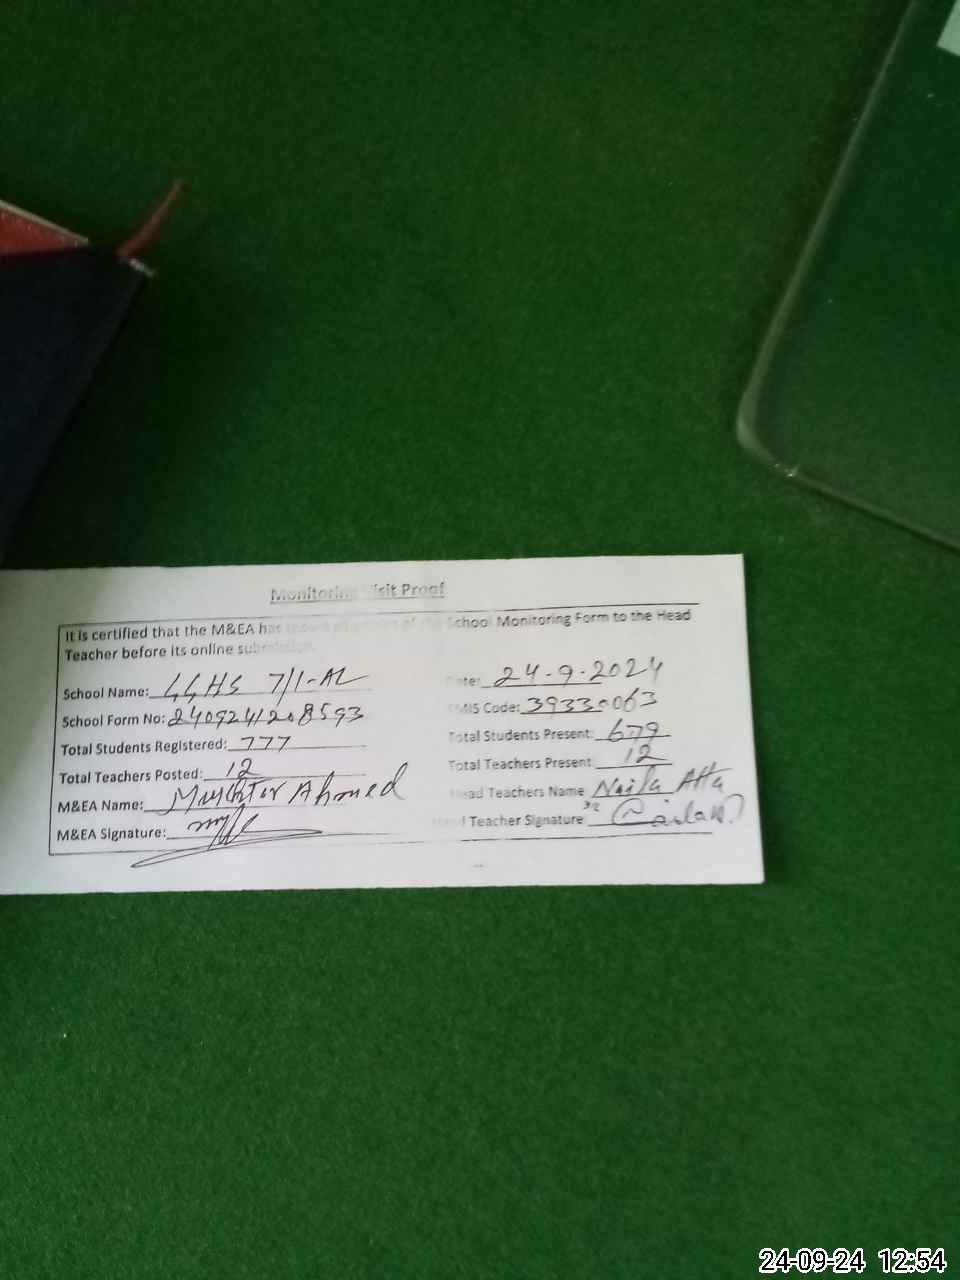 Monitoring Visit Proof
It is certified that the M&EA has School Monitoring Form to the Head
Teacher before its online
School Name: GGHS 7/1-AL Date: 24-9-2024
School Form No: 2409241208593 EMIS Code: 39330063
Total Students Registered: 777 Total Students Present: 679
Total Teachers Posted: 12 Total Teachers Present: 12
M&EA Name: Mukhtar Ahmed Head Teachers Name Naila Atta
M&EA Signature: Head Teacher Signature
24-09-24 12:54